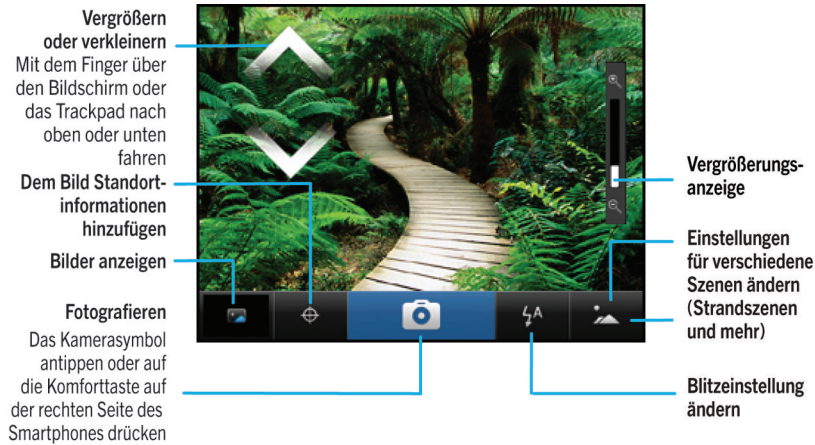 Vergrößern
oder verkleinern
Mit dem Finger über
den Bildschirm oder
das Trackpad nach
oben oder unten
fahren
Dem Bild Standort-
informationen
hinzufügen
Bilder anzeigen
Fotografieren
Das Kamerasymbol
antippen oder auf
die Komforttaste auf
der rechten Seite des
Smartphones drücken
A
Vergrößerungs-
anzeige
Einstellungen
für verschiedene
Szenen ändern
(Strandszenen
und mehr)
Blitzeinstellung
ändern